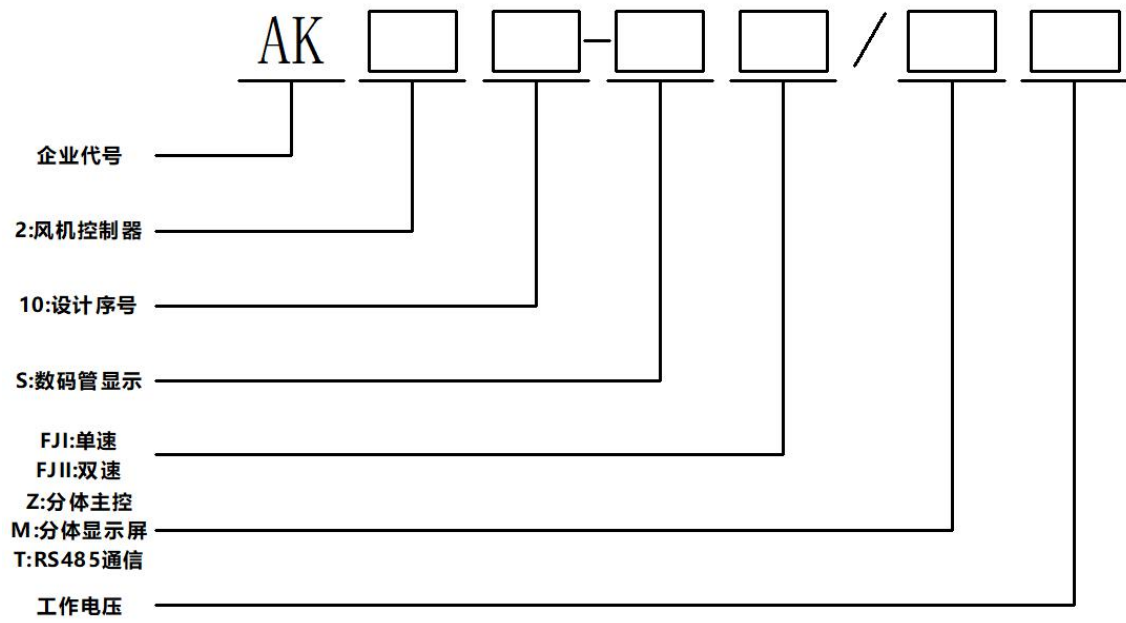 AK□□-□□/□□
企业代号
2:风机控制器
10:设计序号
S:数码管显示
FJI:单速
FJII:双速
Z:分体主控
M:分体显示屏
T:RS485通信
工作电压